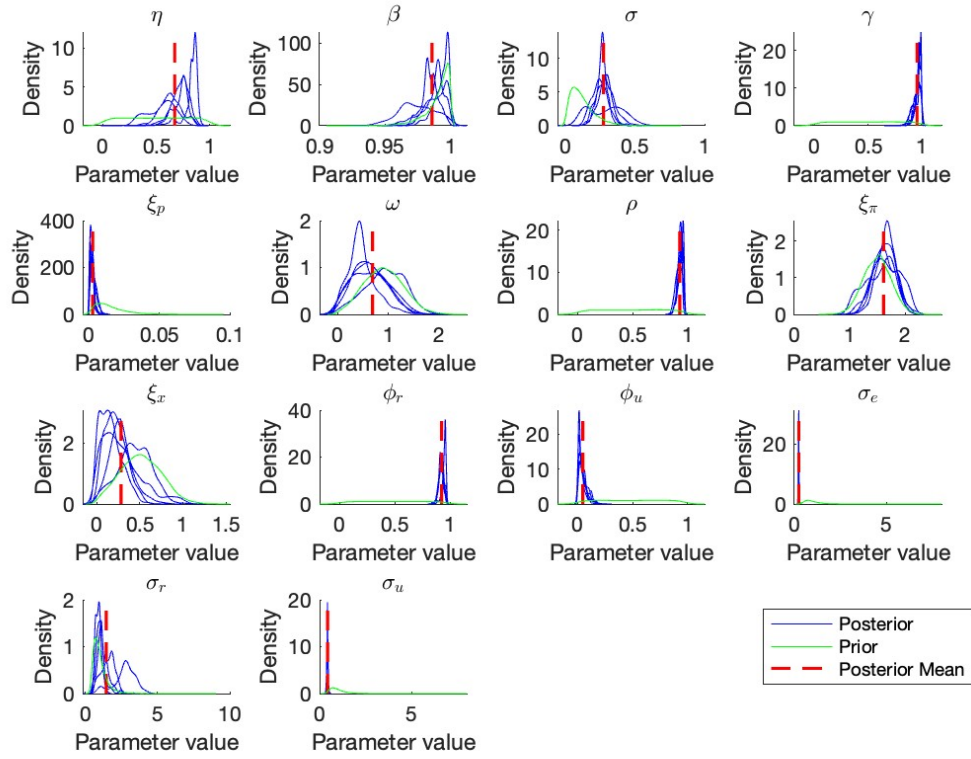 η
β
σ
γ
Density
10
5
0
0
0.5
1
Parameter value
Density
100
50
0
0.9
0.95
1
Parameter value
Density
10
5
0
0
0.5
1
Parameter value
Density
20
10
0
0
0.5
1
Parameter value
ξp
ω
ρ
ξπ
Density
400
200
0
0
0.05
0.1
Parameter value
Density
2
1
0
0
1
2
Parameter value
Density
20
10
0
0
0.5
1
Parameter value
Density
2
1
0
0
1
2
Parameter value
ξx
ϕr
ϕu
σe
Density
2
0
0
0.5
1
1.5
Parameter value
Density
40
20
0
0
0.5
1
Parameter value
Density
20
10
0
0
0.5
1
Parameter value
Density
20
0
0
5
Parameter value
σr
σu
Density
2
1
0
0
5
10
Parameter value
Density
20
10
0
0
5
Parameter value
Posterior
Prior
Posterior Mean